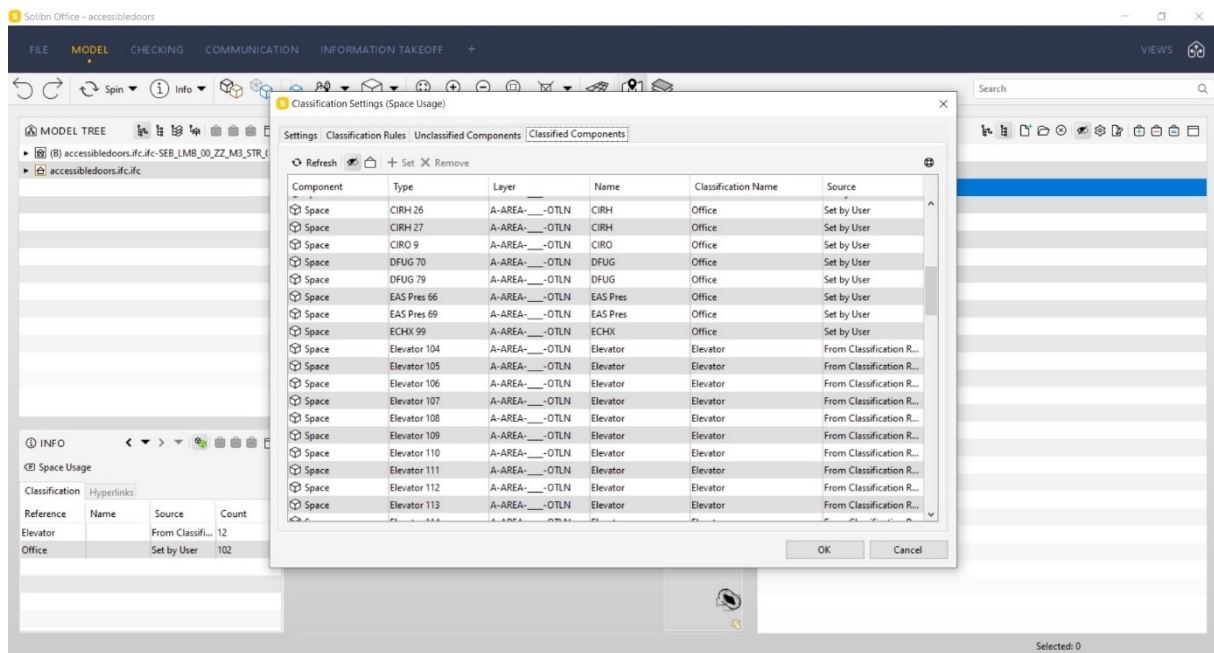 Solibri Office - accessibledoors
FILE MODEL CHECKING COMMUNICATION INFORMATION TAKEOFF + VIEWS
Spin Info Search
Classification Settings (Space Usage)
MODEL TREE
(B) accessibledoors.ifc.ifc-SEB_LMB_00_ZZ_M3_STR_
accessibledoors.ifc.ifc
Settings Classification Rules Unclassified Components Classified Components
Refresh + Set Remove
Component Type Layer Name Classification Name Source
Space CIRH 26 A-AREA-___-OTLN CIRH Office Set by User
Space CIRH 27 A-AREA-___-OTLN CIRH Office Set by User
Space CIRO 9 A-AREA-___-OTLN CIRO Office Set by User
Space DFUG 70 A-AREA-___-OTLN DFUG Office Set by User
Space DFUG 79 A-AREA-___-OTLN DFUG Office Set by User
Space EAS Pres 66 A-AREA-___-OTLN EAS Pres Office Set by User
Space EAS Pres 69 A-AREA-___-OTLN EAS Pres Office Set by User
Space ECHX 99 A-AREA-___-OTLN ECHX Office Set by User
Space Elevator 104 A-AREA-___-OTLN Elevator Elevator From Classification R...
Space Elevator 105 A-AREA-___-OTLN Elevator Elevator From Classification R...
Space Elevator 106 A-AREA-___-OTLN Elevator Elevator From Classification R...
Space Elevator 107 A-AREA-___-OTLN Elevator Elevator From Classification R...
Space Elevator 108 A-AREA-___-OTLN Elevator Elevator From Classification R...
Space Elevator 109 A-AREA-___-OTLN Elevator Elevator From Classification R...
Space Elevator 110 A-AREA-___-OTLN Elevator Elevator From Classification R...
Space Elevator 111 A-AREA-___-OTLN Elevator Elevator From Classification R...
Space Elevator 112 A-AREA-___-OTLN Elevator Elevator From Classification R...
Space Elevator 113 A-AREA-___-OTLN Elevator Elevator From Classification R...
OK Cancel
INFO
Space Usage
Classification Hyperlinks
Reference Name Source Count
Elevator From Classifi... 12
Office Set by User 102
Selected: 0